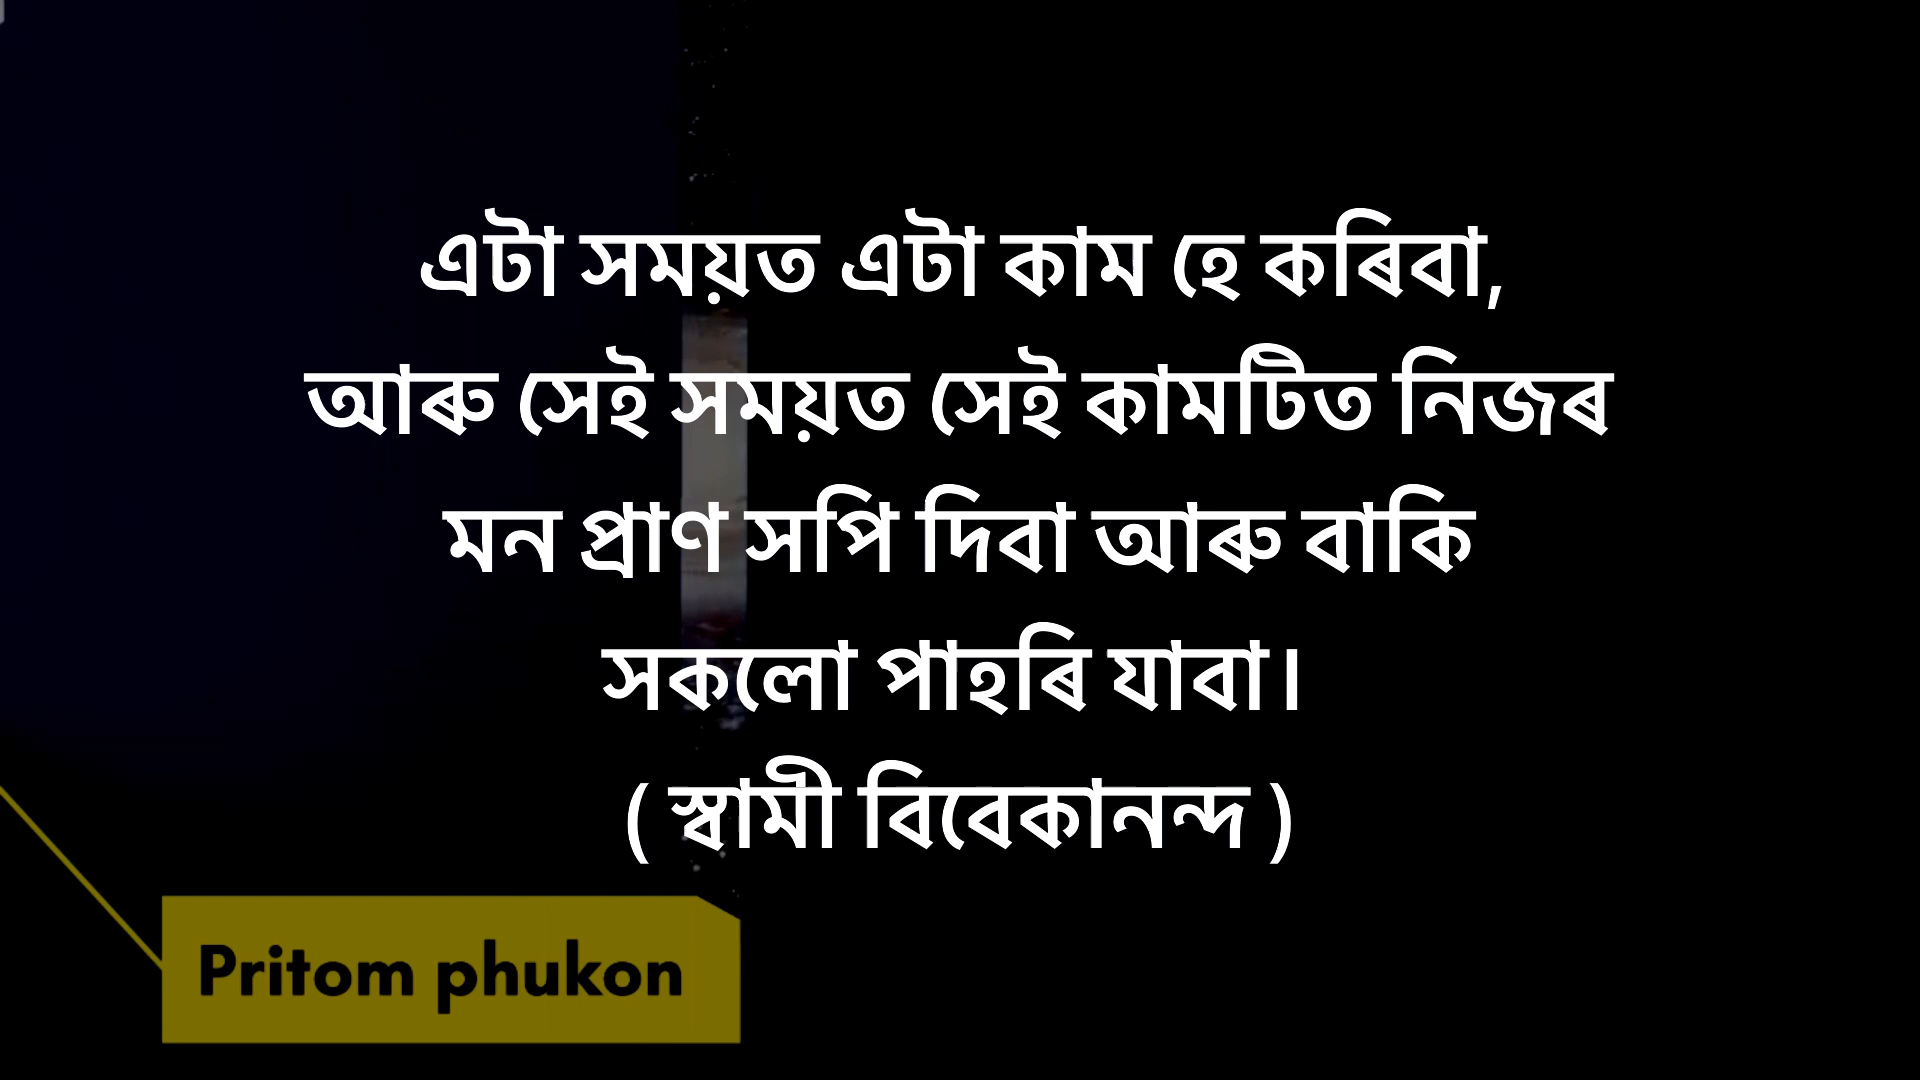 এটা সময়ত এটা কাম হে কৰিবা,
আৰু সেই সময়ত সেই কামটিত নিজৰ
মন প্ৰাণ সপি দিবা আৰু বাকি
সকলো পাহৰি যাবা।
( স্বামী বিবেকানন্দ )
Pritom phukon